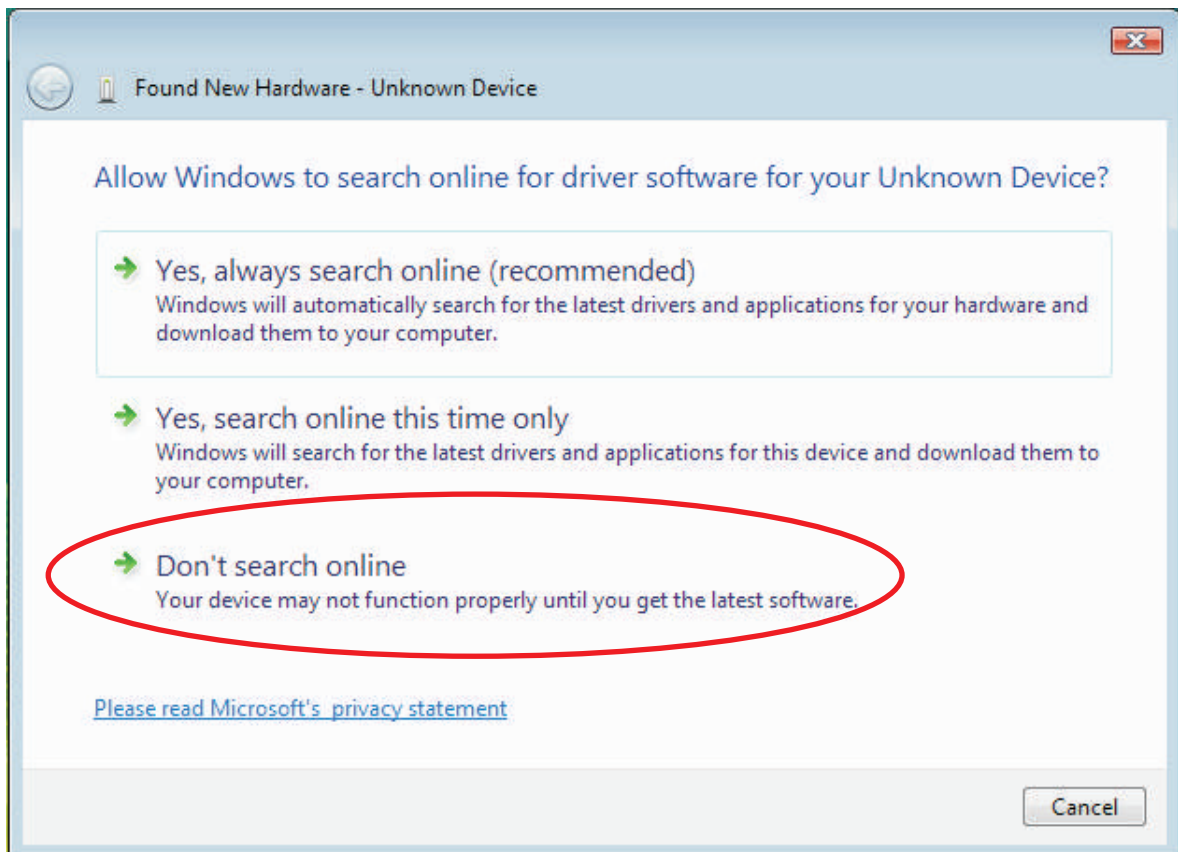 Found New Hardware - Unknown Device
Allow Windows to search online for driver software for your Unknown Device?
Yes, always search online (recommended)
Windows will automatically search for the latest drivers and applications for your hardware and
download them to your computer.
Yes, search online this time only
Windows will search for the latest drivers and applications for this device and download them to
your computer.
Don't search online
Your device may not function properly until you get the latest software.
Please read Microsoft's privacy statement
Cancel